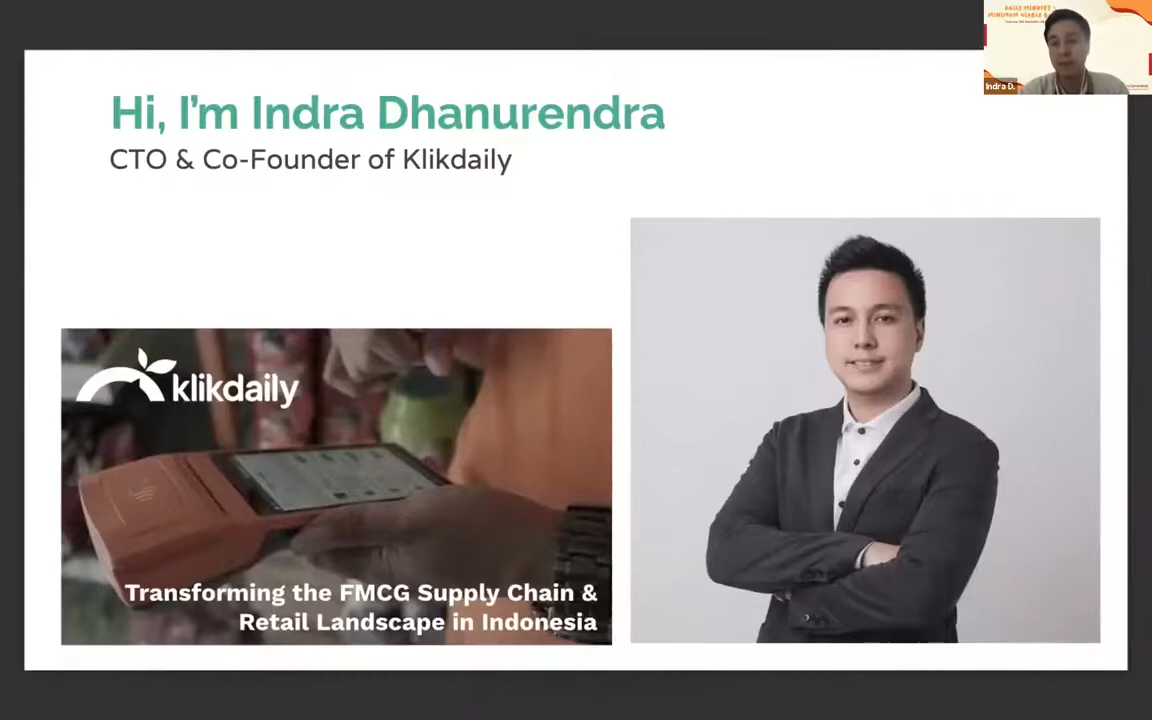 Hi, I'm Indra Dhanurendra
CTO & Co-Founder of Klikdaily
klikdaily
Transforming the FMCG Supply Chain &
Retail Landscape in Indonesia
Indra D.